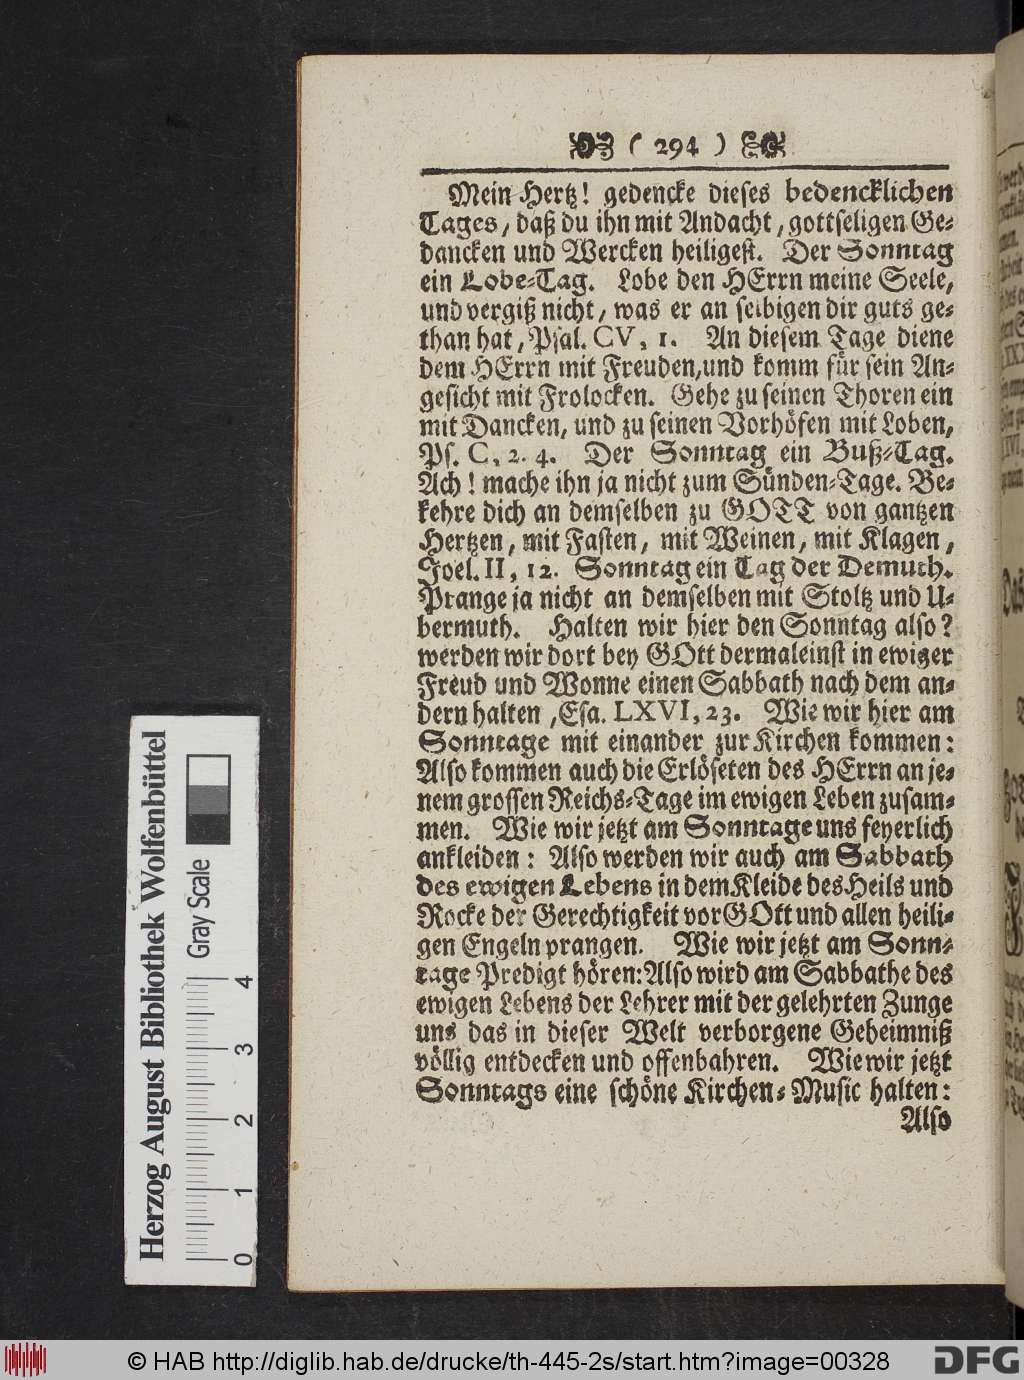 ( 294 )
Mein Hertz! gedencke dieses bedencklichen
Tages, daß du ihn mit Andacht, gottseligen Ge-
dancken und Wercken heiligest. Der Sonntag
ein Lobe-Tag. Lobe den HErrn meine Seele,
und vergiß nicht, was er an selbigen dir guts ge-
than hat, Psal. CV, 1. An diesem Tage diene
dem HErrn mit Freuden, und komm für sein An-
gesicht mit Frolocken. Gehe zu seinen Thoren ein
mit Dancken, und zu seinen Vorhöfen mit Loben,
Ps. C, 2. 4. Der Sonntag ein Buß-Tag.
Ach! mache ihn ja nicht zum Sünden-Tage. Be-
kehre dich an demselben zu GOTT von gantzen
Hertzen, mit Fasten, mit Weinen, mit Klagen,
Joel. II, 12. Sonntag ein Tag der Demuth.
Prange ja nicht an demselben mit Stoltz und U-
bermuth. Halten wir hier den Sonntag also?
werden wir dort bey GOtt dermaleinst in ewiger
Freud und Wonne einen Sabbath nach dem an-
dern halten, Esa. LXVI, 23. Wie wir hier am
Sonntage mit einander zur Kirchen kommen:
Also kommen auch die Erlöseten des HErrn an je-
nem grossen Reichs-Tage im ewigen Leben zusam-
men. Wie wir jetzt am Sonntage uns feyerlich
ankleiden: Also werden wir auch am Sabbath
des ewigen Lebens in dem Kleide des Heils und
Rocke der Gerechtigkeit vor GOtt und allen heili-
gen Engeln prangen. Wie wir jetzt am Sonn-
tage Predigt hören: Also wird am Sabbathe des
ewigen Lebens der Lehrer mit der gelehrten Zunge
uns das in dieser Welt verborgene Geheimniß
völlig entdecken und offenbahren. Wie wir jetzt
Sonntags eine schöne Kirchen-Music halten:
Also
Herzog August Bibliothek Wolfenbüttel
Gray Scale
0 1 2 3 4
© HAB http://diglib.hab.de/drucke/th-445-2s/start.htm?image=00328
DFG